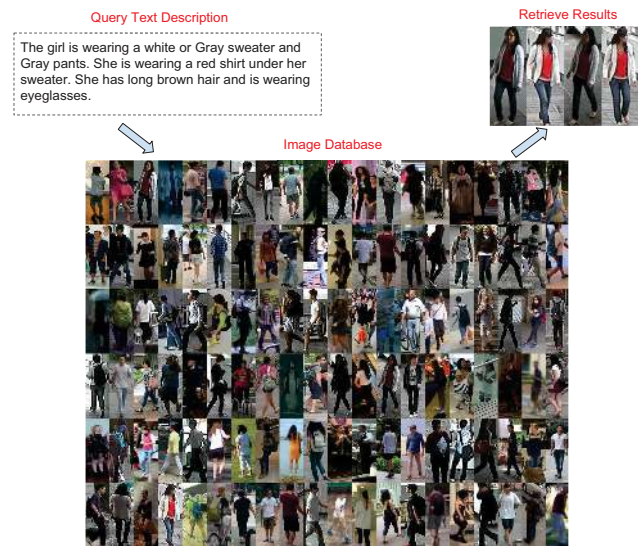 Query Text Description
Retrieve Results
The girl is wearing a white or Gray sweater and
Gray pants. She is wearing a red shirt under her
sweater. She has long brown hair and is wearing
eyeglasses.
Image Database